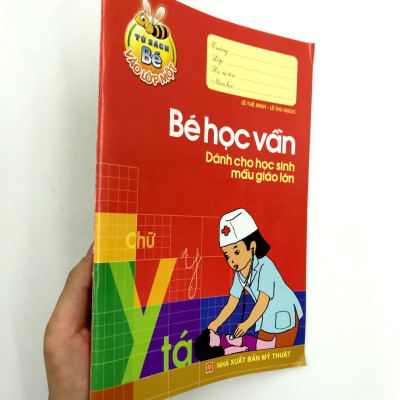 TỦ SÁCH
Bé
VÀO LỚP MỘT
Trường:
Lớp:
Họ và tên:
Năm học:
LÊ TUỆ MINH - LÊ THU NGỌC
Bé học vần
Dành cho học sinh
mẫu giáo lớn
Chữ
y
Y tá
NHÀ XUẤT BẢN MỸ THUẬT